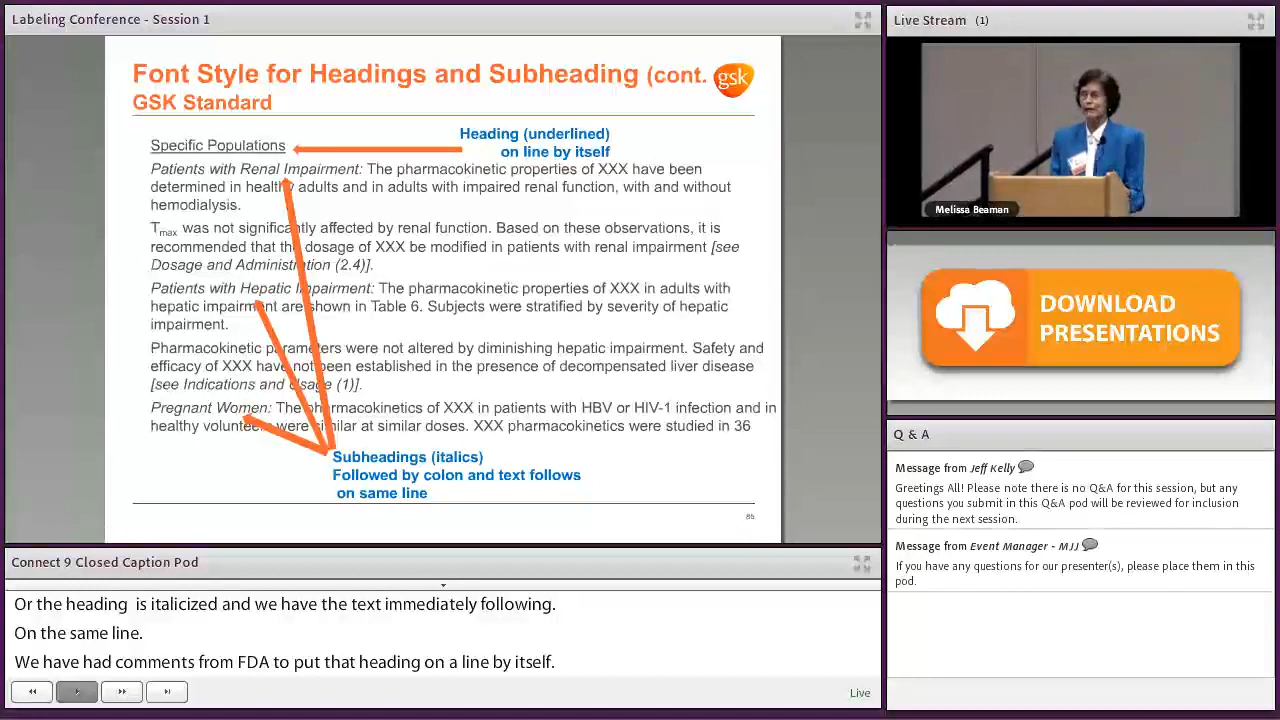 Labeling Conference - Session 1
Font Style for Headings and Subheading (cont.
GSK Standard
gsk
Heading (underlined)
on line by itself
Specific Populations
Patients with Renal Impairment: The pharmacokinetic properties of XXX have been
determined in healthy adults and in adults with impaired renal function, with and without
hemodialysis.
Tmax was not significantly affected by renal function. Based on these observations, it is
recommended that the dosage of XXX be modified in patients with renal impairment [see
Dosage and Administration (2.4)].
Patients with Hepatic Impairment: The pharmacokinetic properties of XXX in adults with
hepatic impairment are shown in Table 6. Subjects were stratified by severity of hepatic
impairment.
Pharmacokinetic parameters were not altered by diminishing hepatic impairment. Safety and
efficacy of XXX have not been established in the presence of decompensated liver disease
[see Indications and Usage (1)].
Pregnant Women: The pharmacokinetics of XXX in patients with HBV or HIV-1 infection and in
healthy volunteers were similar at similar doses. XXX pharmacokinetics were studied in 36
Subheadings (italics)
Followed by colon and text follows
on same line
Connect 9 Closed Caption Pod
Or the heading is italicized and we have the text immediately following.
On the same line.
We have had comments from FDA to put that heading on a line by itself.
Live
Live Stream (1)
Melissa Beaman
DOWNLOAD
PRESENTATIONS
Q & A
Message from Jeff Kelly
Greetings All! Please note there is no Q&A for this session, but any
questions you submit in this Q&A pod will be reviewed for inclusion
during the next session.
Message from Event Manager - MJJ
If you have any questions for our presenter(s), please place them in this
pod.